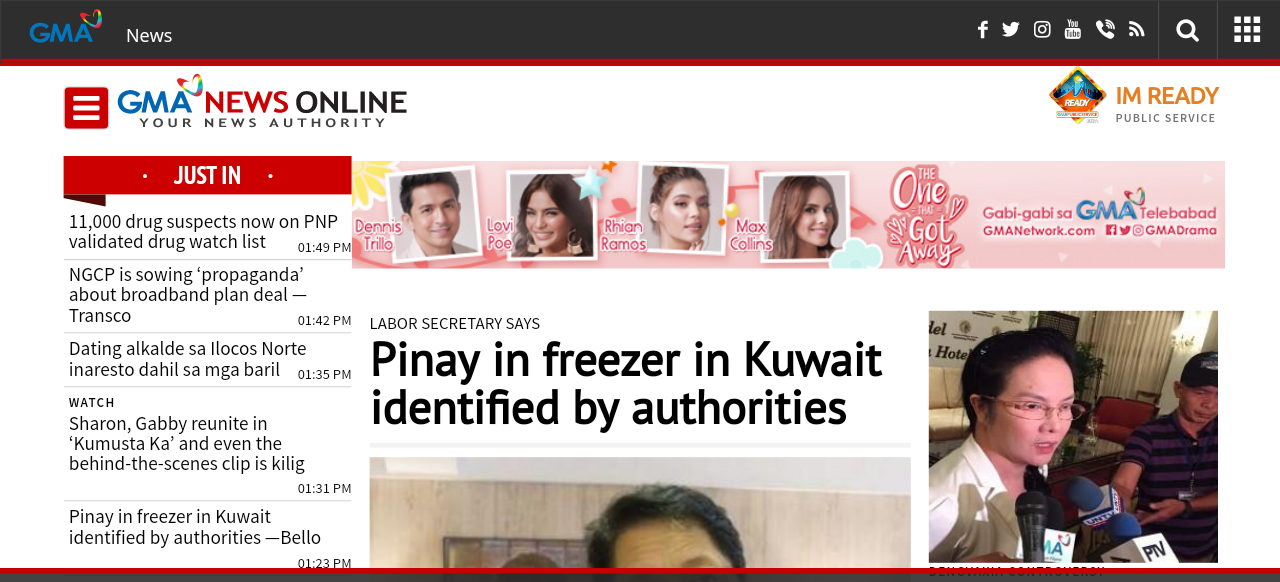 GMA News
GMA NEWS ONLINE
YOUR NEWS AUTHORITY
READY
IM READY
PUBLIC SERVICE
• JUST IN •
11,000 drug suspects now on PNP
validated drug watch list
01:49 PM
NGCP is sowing ‘propaganda’
about broadband plan deal —
Transco
01:42 PM
Dating alkalde sa Ilocos Norte
inaresto dahil sa mga baril
01:35 PM
WATCH
Sharon, Gabby reunite in
‘Kumusta Ka’ and even the
behind-the-scenes clip is kilig
01:31 PM
Pinay in freezer in Kuwait
identified by authorities —Bello
01:23 PM
Dennis
Trillo
Lovi
Poe
Rhian
Ramos
Max
Collins
THE
One
THAT
Got
Away
Gabi-gabi sa GMA Telebabad
GMANetwork.com GMADrama
LABOR SECRETARY SAYS
Pinay in freezer in Kuwait
identified by authorities
Hotel
GMA
UNTV
PTV